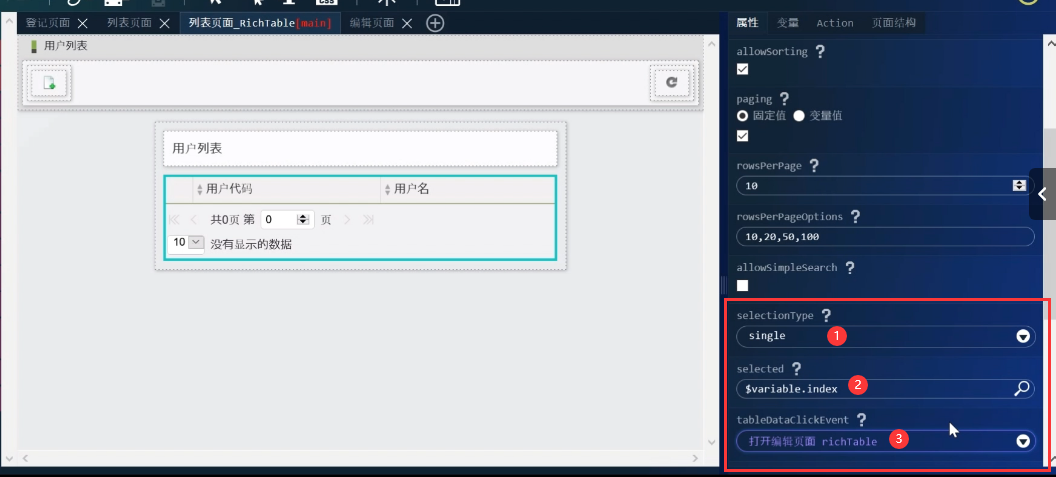 登记页面
列表页面
列表页面_RichTable[main]
编辑页面
用户列表
用户列表
用户代码
用户名
共0页 第 0 页
10 没有显示的数据
属性
变量
Action
页面结构
allowSorting ?
paging ?
固定值
变量值
rowsPerPage ?
10
rowsPerPageOptions ?
10,20,50,100
allowSimpleSearch ?
selectionType ?
single 1
selected ?
$variable.index 2
tableDataClickEvent ?
打开编辑页面 richTable 3